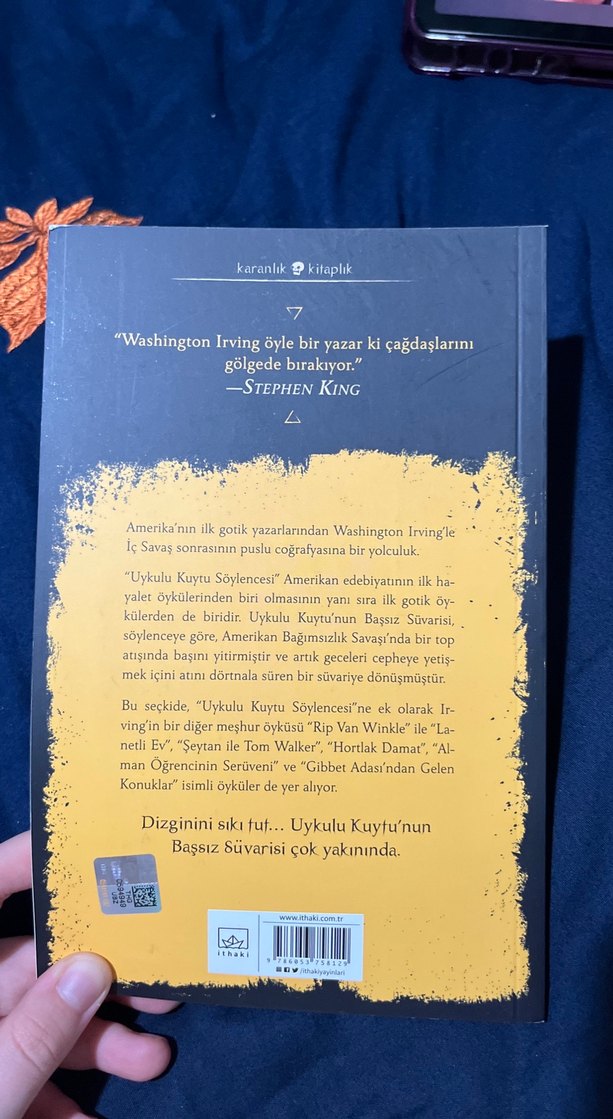 karanlık kitaplık
“Washington Irving öyle bir yazar ki çağdaşlarını
gölgede bırakıyor.”
—STEPHEN KING
Amerika’nın ilk gotik yazarlarından Washington Irving’le
İç Savaş sonrasının puslu coğrafyasına bir yolculuk.
“Uykulu Kuytu Söylencesi” Amerikan edebiyatının ilk ha-
yalet öykülerinden biri olmasının yanı sıra ilk gotik öy-
külerden de biridir. Uykulu Kuytu’nun Başsız Süvarisi,
söylenceye göre, Amerikan Bağımsızlık Savaşı’nda bir top
atışında başını yitirmiştir ve artık geceleri cepheye yetiş-
mek içini atını dörtnala süren bir süvariye dönüşmüştür.
Bu seçkide, “Uykulu Kuytu Söylencesi”ne ek olarak Ir-
ving’in bir diğer meşhur öyküsü “Rip Van Winkle” ile “La-
netli Ev”, “Şeytan ile Tom Walker”, “Hortlak Damat”, “Al-
man Öğrencinin Serüveni” ve “Gibbet Adası’ndan Gelen
Konuklar” isimli öyküler de yer alıyor.
Dizginini sıkı tut... Uykulu Kuytu’nun
Başsız Süvarisi çok yakınında.
0594949
THG
U9Z
www.ithaki.com.tr
ithaki
9 786053 758129
/ithakiyayinlari